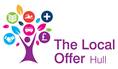 £
The Local
Offer Hull